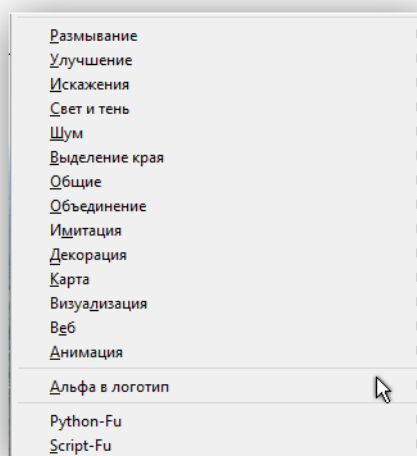 Размывание
Улучшение
Искажения
Свет и тень
Шум
Выделение края
Общие
Объединение
Имитация
Декорация
Карта
Визуализация
Веб
Анимация
Альфа в логотип
Python-Fu
Script-Fu